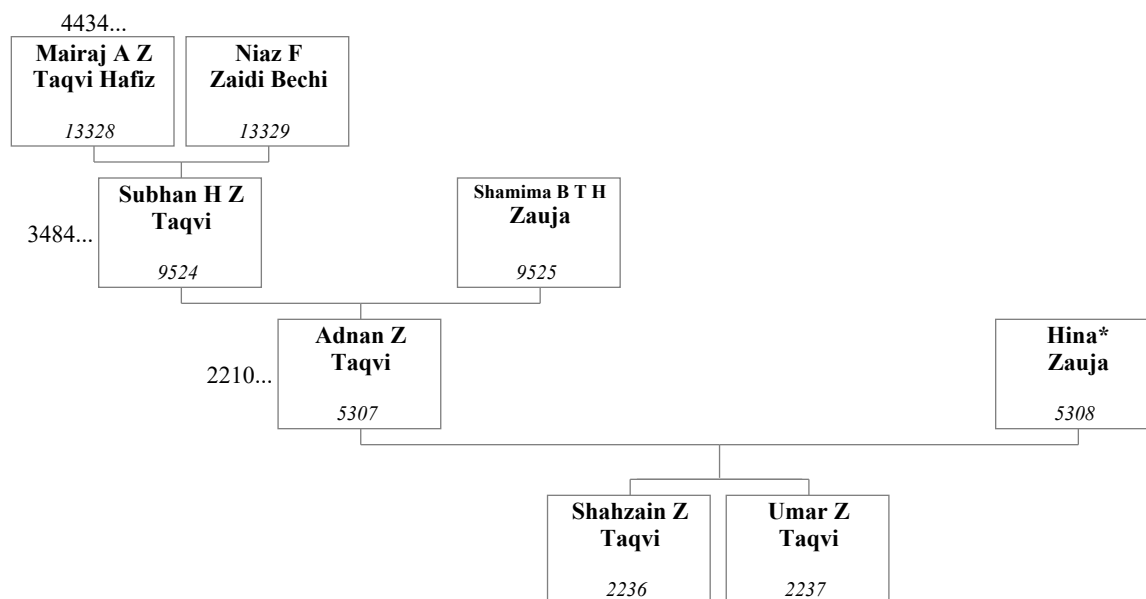 4434...
Mairaj A Z
Taqvi Hafiz
13328
Niaz F
Zaidi Bechi
13329
3484...
Subhan H Z
Taqvi
9524
Shamima B T H
Zauja
9525
2210...
Adnan Z
Taqvi
5307
Hina*
Zauja
5308
Shahzain Z
Taqvi
2236
Umar Z
Taqvi
2237